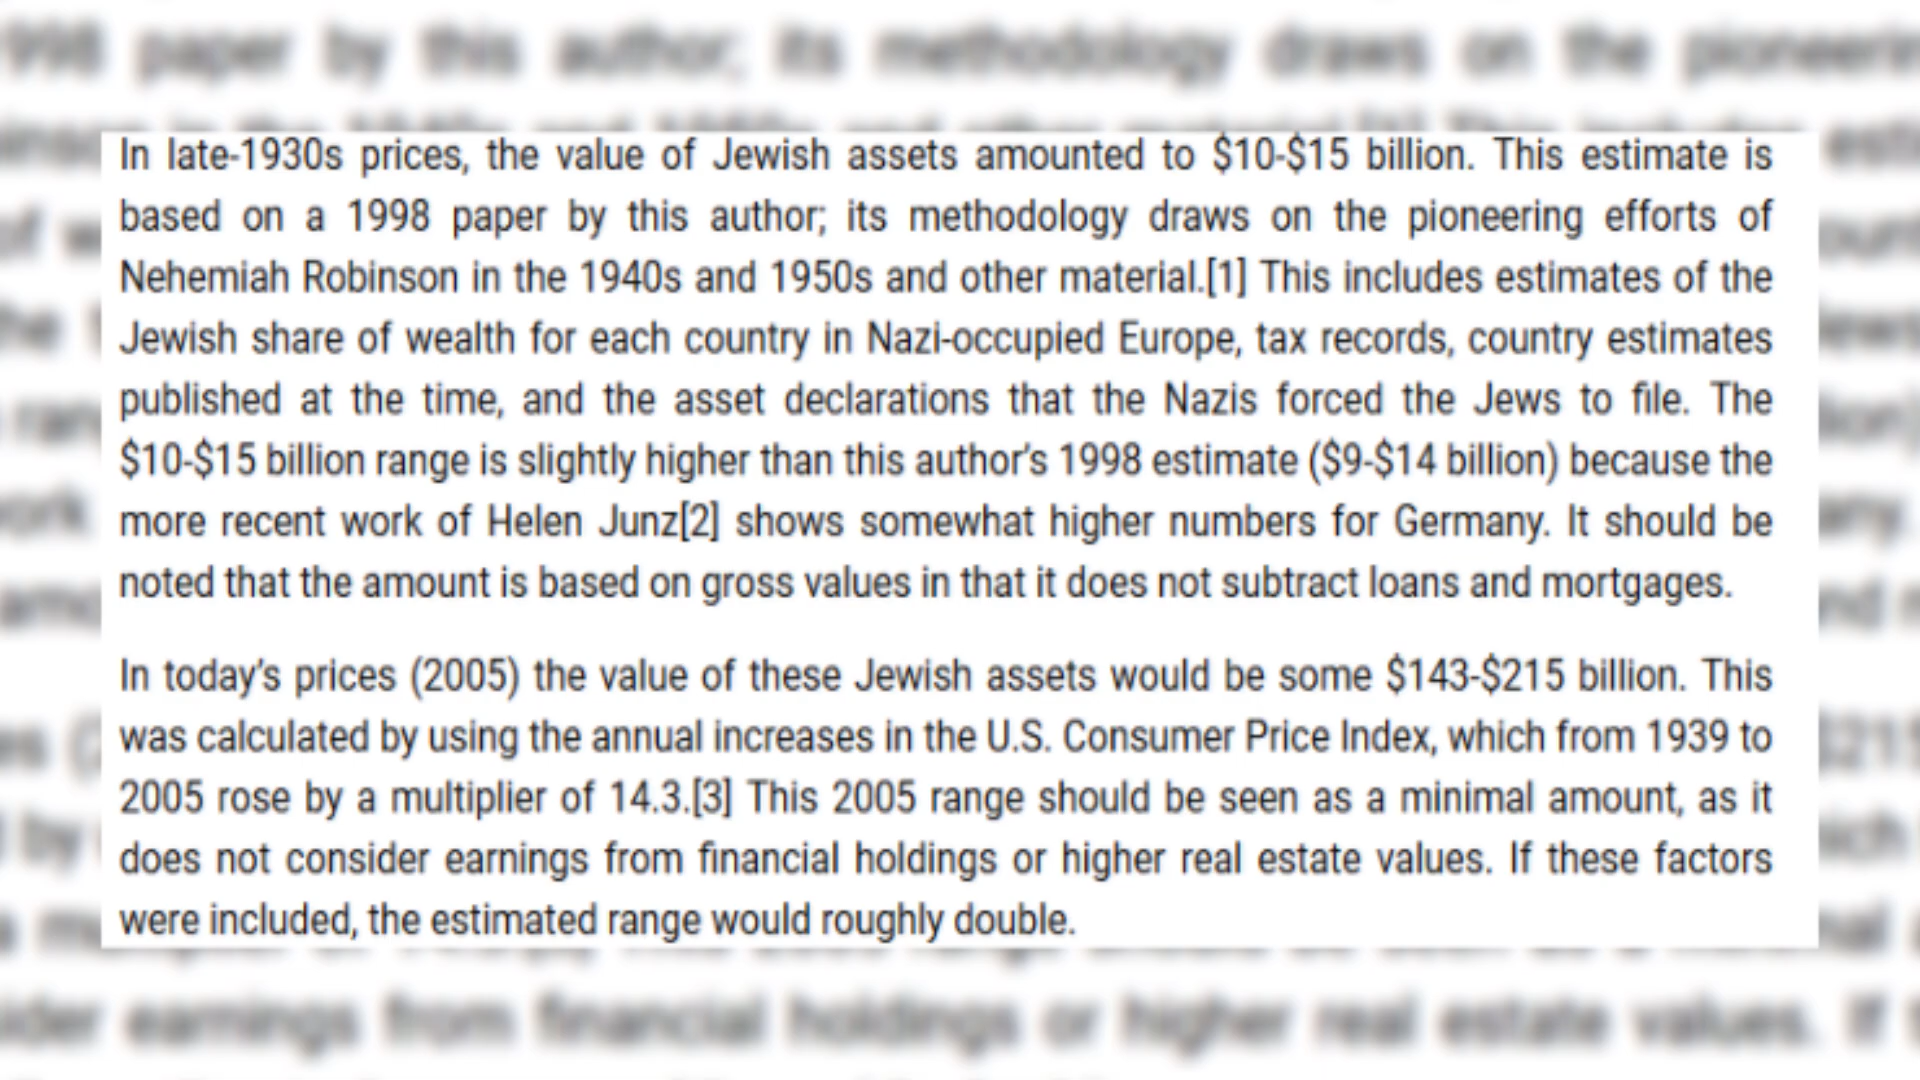 In late-1930s prices, the value of Jewish assets amounted to $10-$15 billion. This estimate is
based on a 1998 paper by this author; its methodology draws on the pioneering efforts of
Nehemiah Robinson in the 1940s and 1950s and other material.[1] This includes estimates of the
Jewish share of wealth for each country in Nazi-occupied Europe, tax records, country estimates
published at the time, and the asset declarations that the Nazis forced the Jews to file. The
$10-$15 billion range is slightly higher than this author's 1998 estimate ($9-$14 billion) because the
more recent work of Helen Junz[2] shows somewhat higher numbers for Germany. It should be
noted that the amount is based on gross values in that it does not subtract loans and mortgages.
In today's prices (2005) the value of these Jewish assets would be some $143-$215 billion. This
was calculated by using the annual increases in the U.S. Consumer Price Index, which from 1939 to
2005 rose by a multiplier of 14.3.[3] This 2005 range should be seen as a minimal amount, as it
does not consider earnings from financial holdings or higher real estate values. If these factors
were included, the estimated range would roughly double.